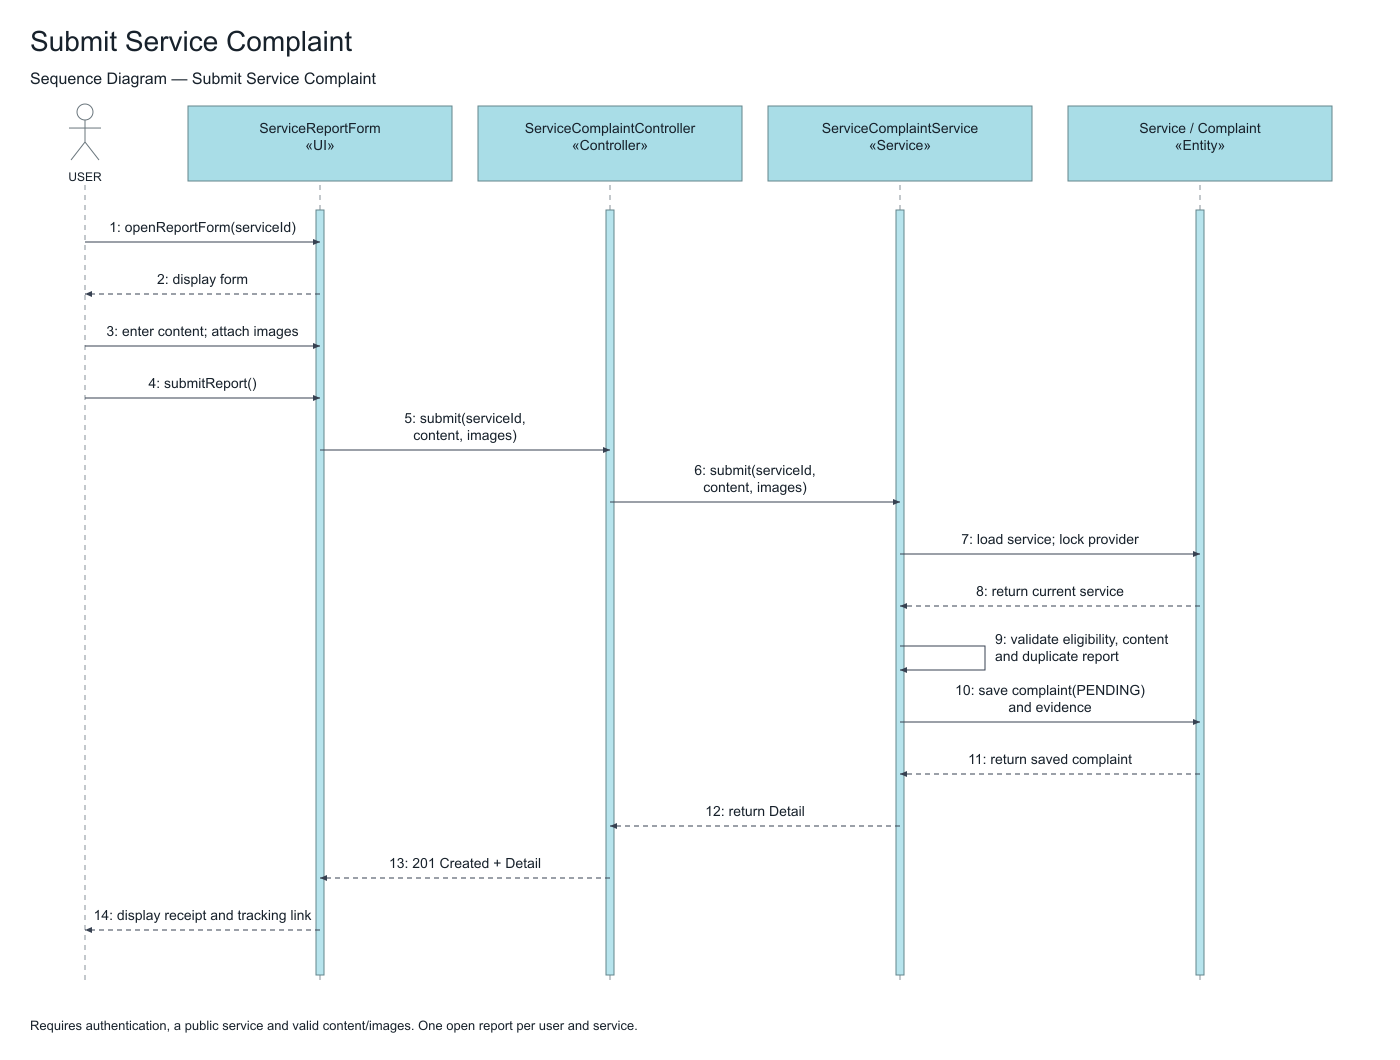 Submit Service Complaint
Sequence Diagram — Submit Service Complaint
USER
ServiceReportForm
«UI»
ServiceComplaintController
«Controller»
ServiceComplaintService
«Service»
Service / Complaint
«Entity»
1: openReportForm(serviceId)
2: display form
3: enter content; attach images
4: submitReport()
5: submit(serviceId,
content, images)
6: submit(serviceId,
content, images)
7: load service; lock provider
8: return current service
9: validate eligibility, content
and duplicate report
10: save complaint(PENDING)
and evidence
11: return saved complaint
12: return Detail
13: 201 Created + Detail
14: display receipt and tracking link
Requires authentication, a public service and valid content/images. One open report per user and service.